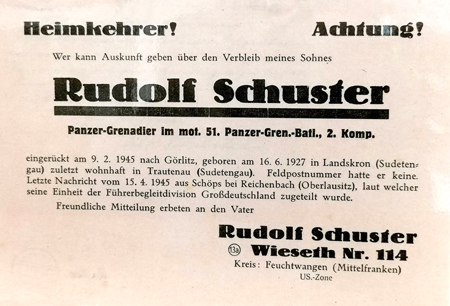 Heimkehrer! Achtung!
Wer kann Auskunft geben über den Verbleib meines Sohnes
Rudolf Schuster
Panzer-Grenadier im mot. 51. Panzer-Gren.-Batl., 2. Komp.
eingerückt am 9. 2. 1945 nach Görlitz, geboren am 16. 6. 1927 in Landskron (Sudeten-
gau) zuletzt wohnhaft in Trautenau (Sudetengau). Feldpostnummer hatte er keine.
Letzte Nachricht vom 15. 4. 1945 aus Schöps bei Reichenbach (Oberlausitz), laut welcher
seine Einheit der Führerbegleitdivision Großdeutschland zugeteilt wurde.
Freundliche Mitteilung erbeten an den Vater
Rudolf Schuster
13a Wieseth Nr. 114
Kreis: Feuchtwangen (Mittelfranken)
US.-Zone